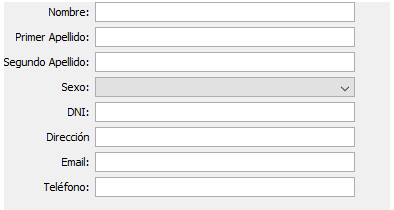 Nombre:
Primer Apellido:
Segundo Apellido:
Sexo:
DNI:
Dirección
Email:
Teléfono: